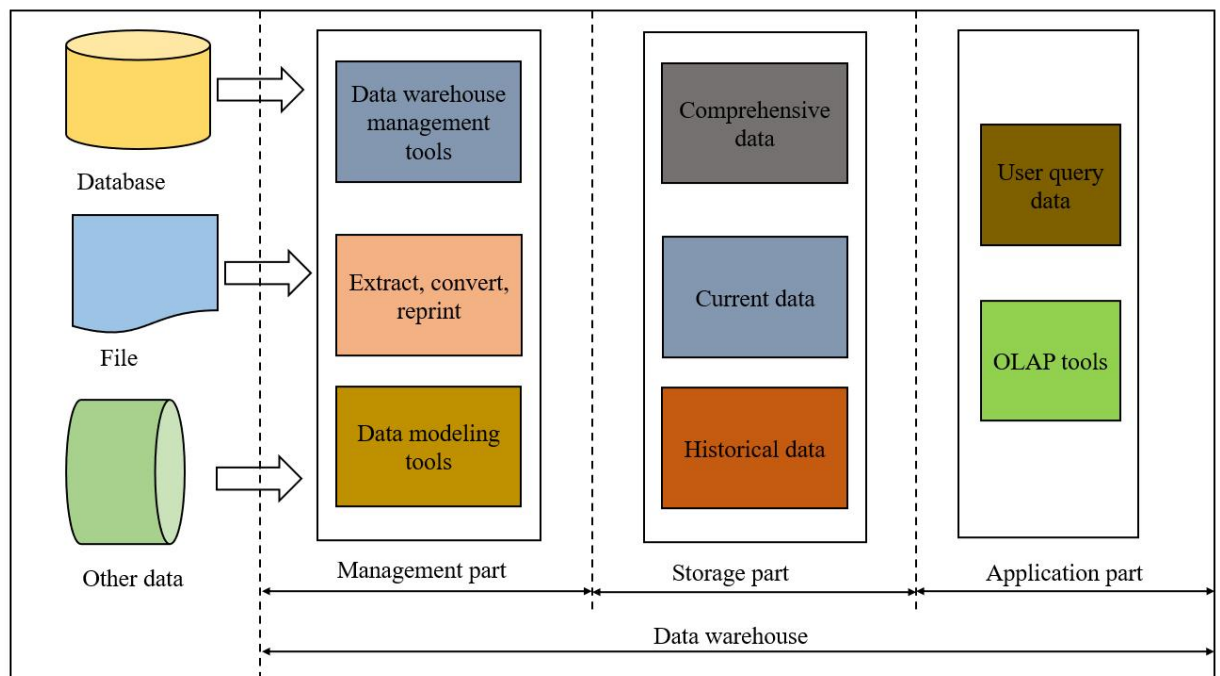 Database
File
Other data
Data warehouse
management
tools
Extract, convert,
reprint
Data modeling
tools
Management part
Comprehensive
data
Current data
Historical data
Storage part
User query
data
OLAP tools
Application part
Data warehouse